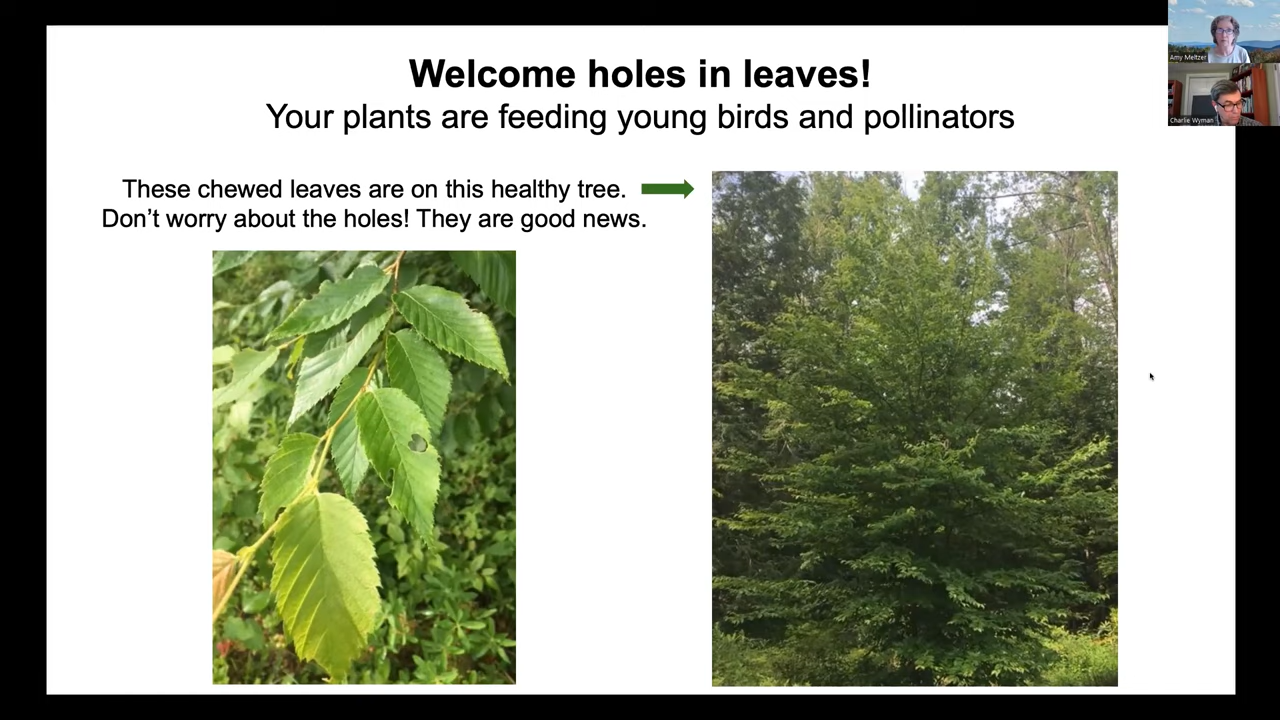 Welcome holes in leaves!
Your plants are feeding young birds and pollinators
These chewed leaves are on this healthy tree.
Don’t worry about the holes! They are good news.
Amy Meltzer
Charlie Wyman